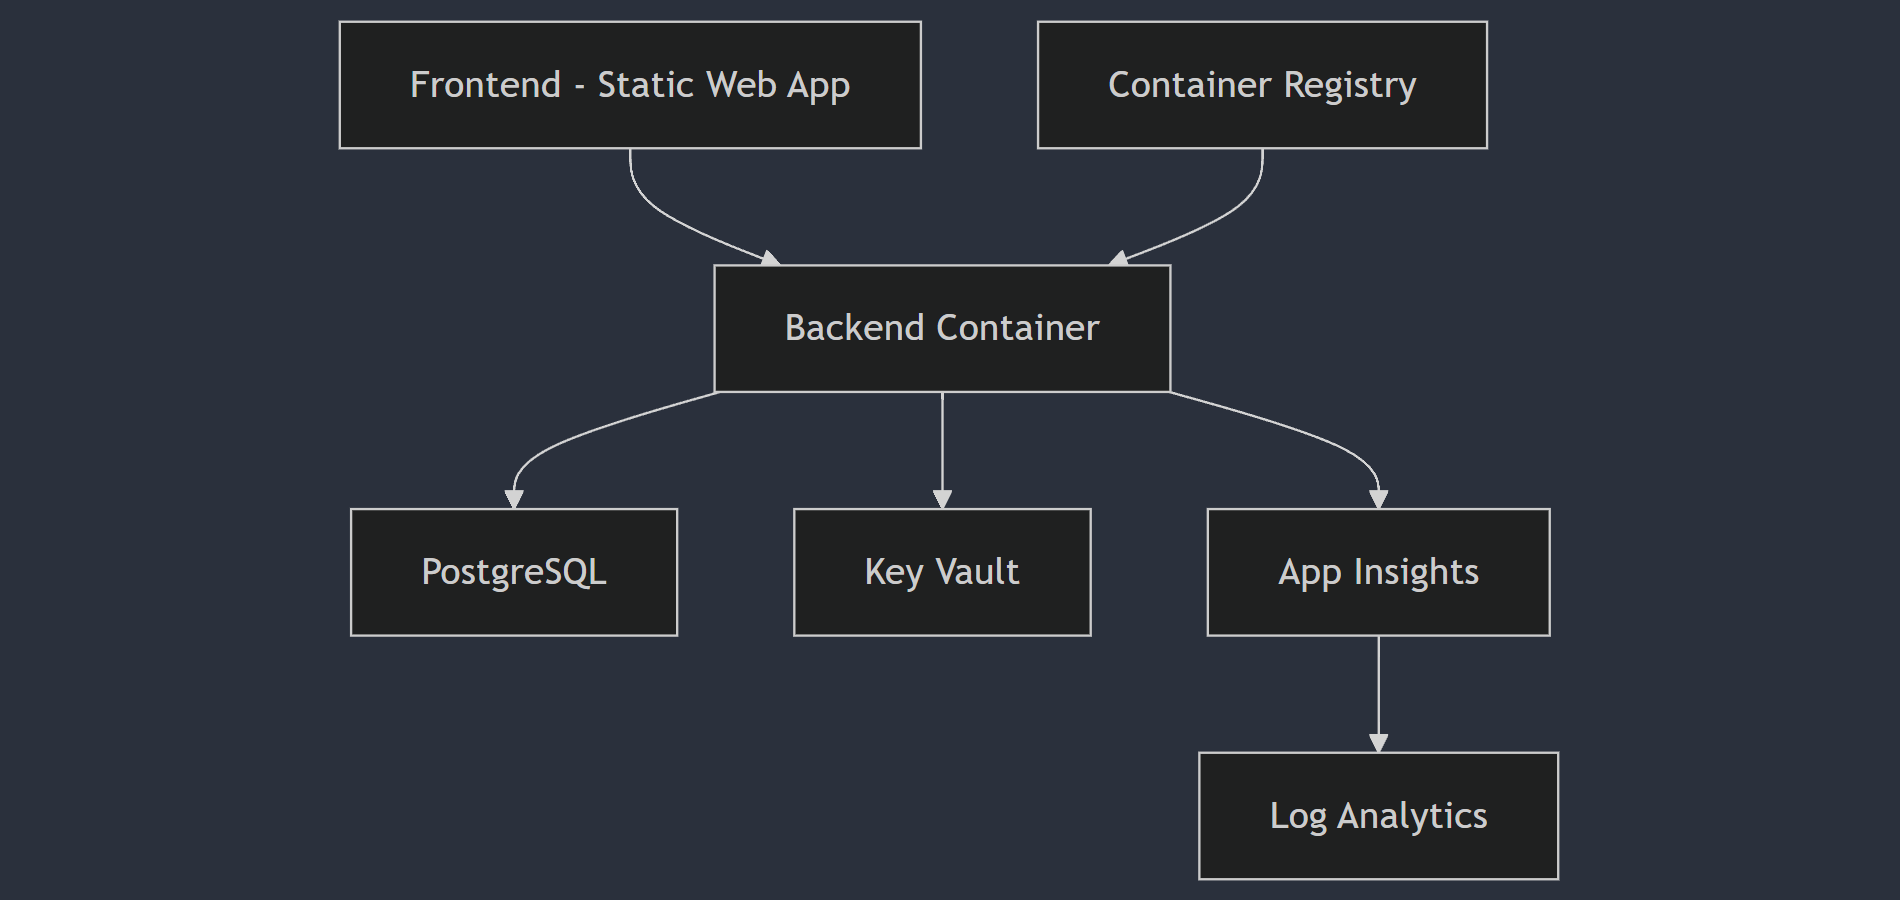 Frontend - Static Web App
Container Registry
Backend Container
PostgreSQL
Key Vault
App Insights
Log Analytics